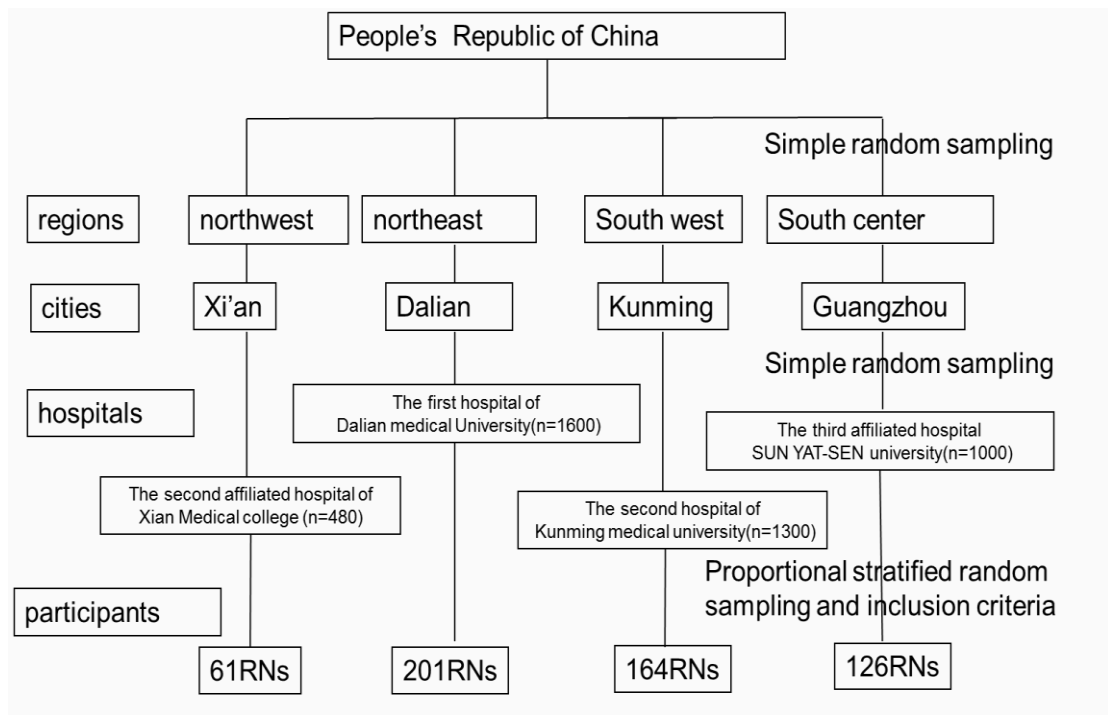 People's Republic of China
Simple random sampling
regions
northwest
northeast
South west
South center
cities
Xi'an
Dalian
Kunming
Guangzhou
Simple random sampling
hospitals
The first hospital of
Dalian medical University(n=1600)
The third affiliated hospital
SUN YAT-SEN university(n=1000)
The second affiliated hospital of
Xian Medical college (n=480)
The second hospital of
Kunming medical university(n=1300)
Proportional stratified random
sampling and inclusion criteria
participants
61RNs
201RNs
164RNs
126RNs